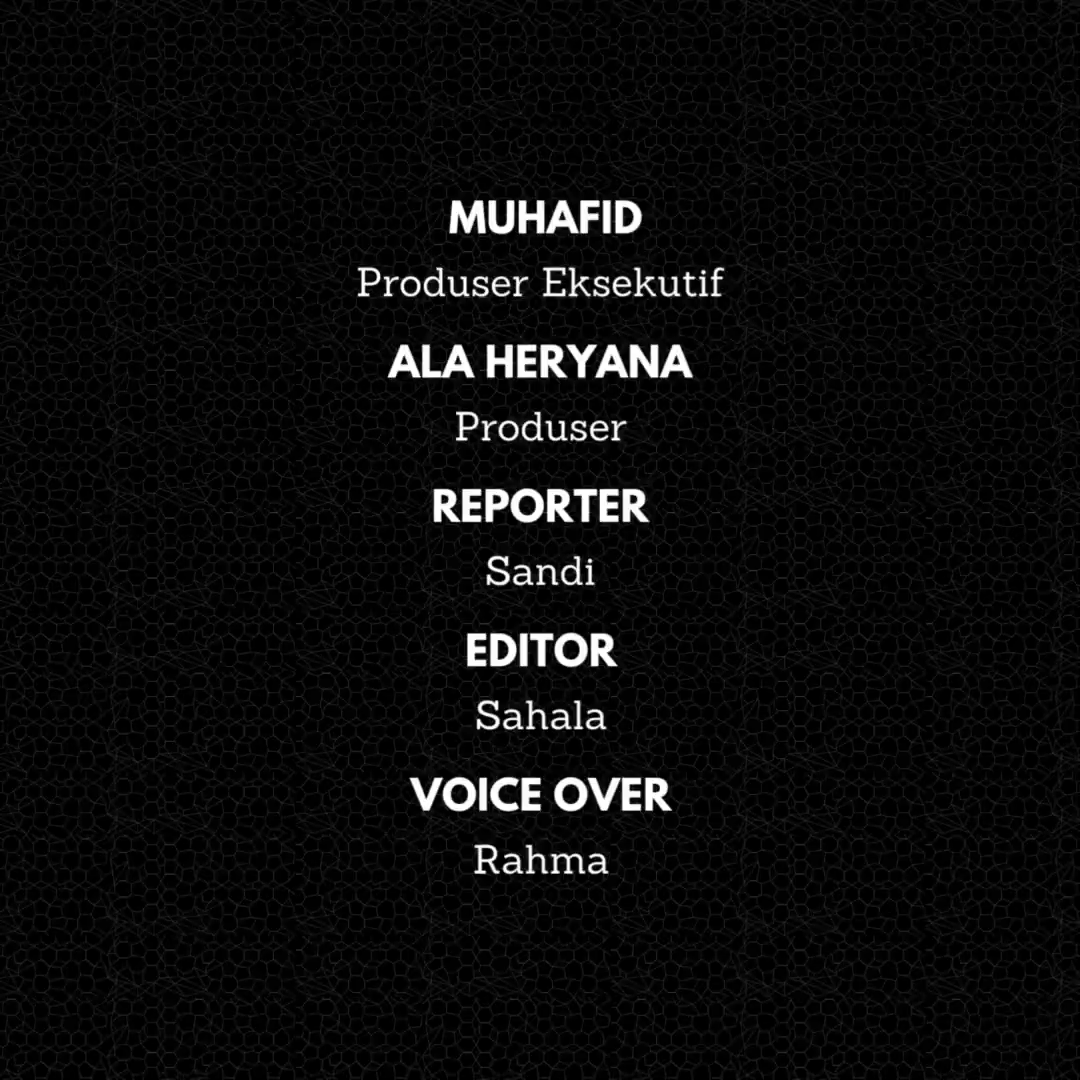 MUHAFID
Produser Eksekutif
ALA HERYANA
Produser
REPORTER
Sandi
EDITOR
Sahala
VOICE OVER
Rahma